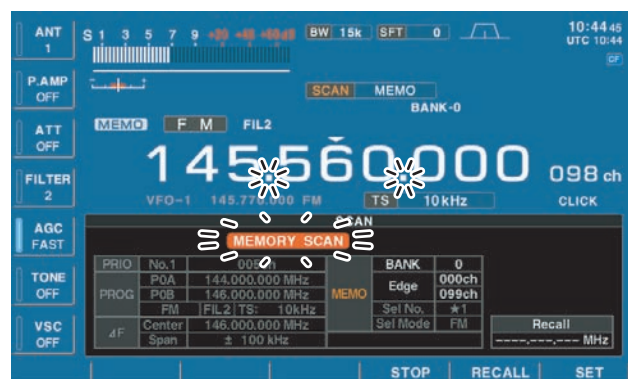 ANT
1
S 1 3 5 7 9 +20 +40 +60dB
BW 15k SFT 0
10:44 45
UTC 10:44
CF
P.AMP
OFF
SCAN MEMO
BANK-0
ATT
OFF
MEMO FM FIL2
145.560.000
098 ch
FILTER
2
VFO-1 145.770.000 FM
TS 10kHz
CLICK
AGC
FAST
SCAN
MEMORY SCAN
PRIO No.1
BANK 0
PROG P0A 144.000.000 MHz
P0B 146.000.000 MHz
FM FIL2 TS: 10kHz
MEMO Edge 000ch
099ch
Sel No. ★1
TONE
OFF
ΔF Center 146.000.000 MHz
Span ± 100 kHz
Sel Mode FM
VSC
OFF
Recall
----.---.--- MHz
STOP RECALL SET